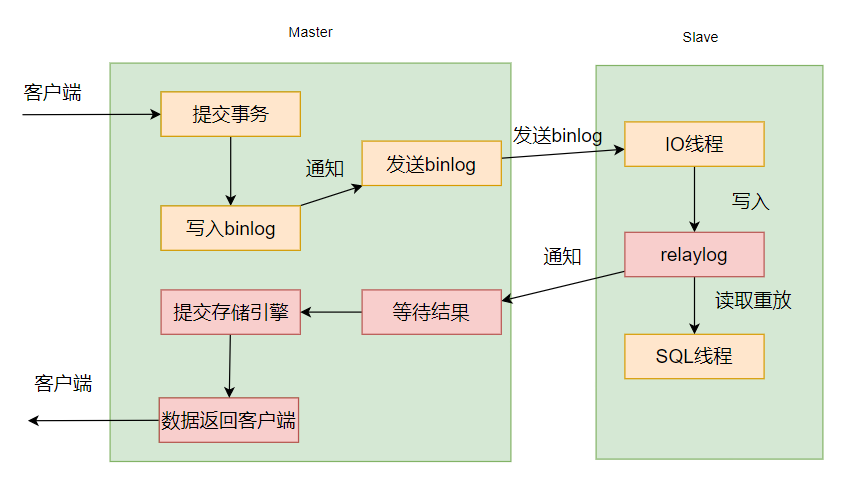 Master
Slave
客户端
提交事务
发送binlog
IO线程
通知
发送binlog
写入
写入binlog
relaylog
通知
读取重放
提交存储引擎
等待结果
SQL线程
客户端
数据返回客户端